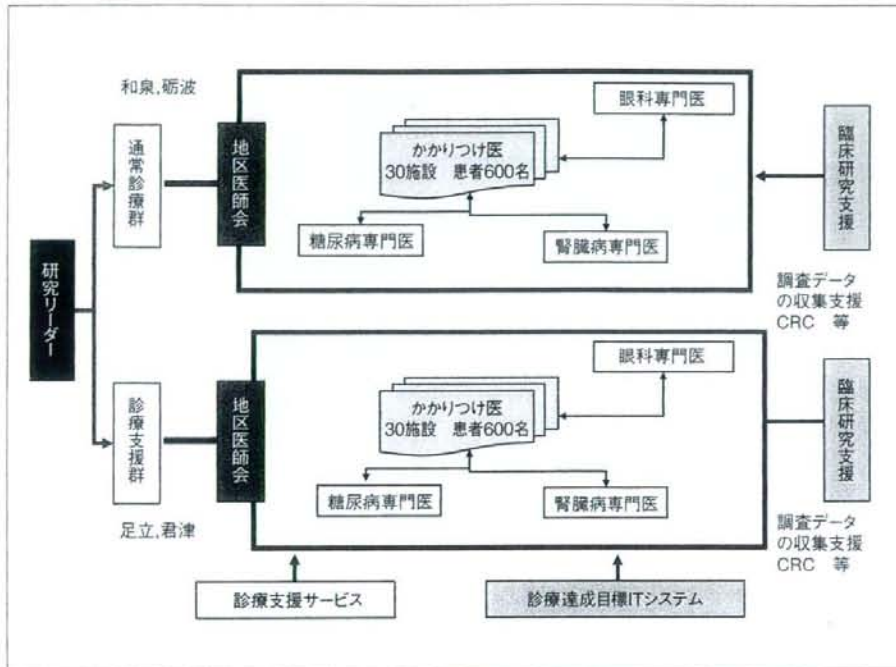 和泉,砺波
通常診療群
地区医師会
眼科専門医
かかりつけ医
30施設 患者600名
糖尿病専門医
腎臓病専門医
臨床研究支援
調査データ
の収集支援
CRC 等
研究リーダー
診療支援群
足立,君津
地区医師会
眼科専門医
かかりつけ医
30施設 患者600名
糖尿病専門医
腎臓病専門医
臨床研究支援
調査データ
の収集支援
CRC 等
診療支援サービス
診療達成目標ITシステム